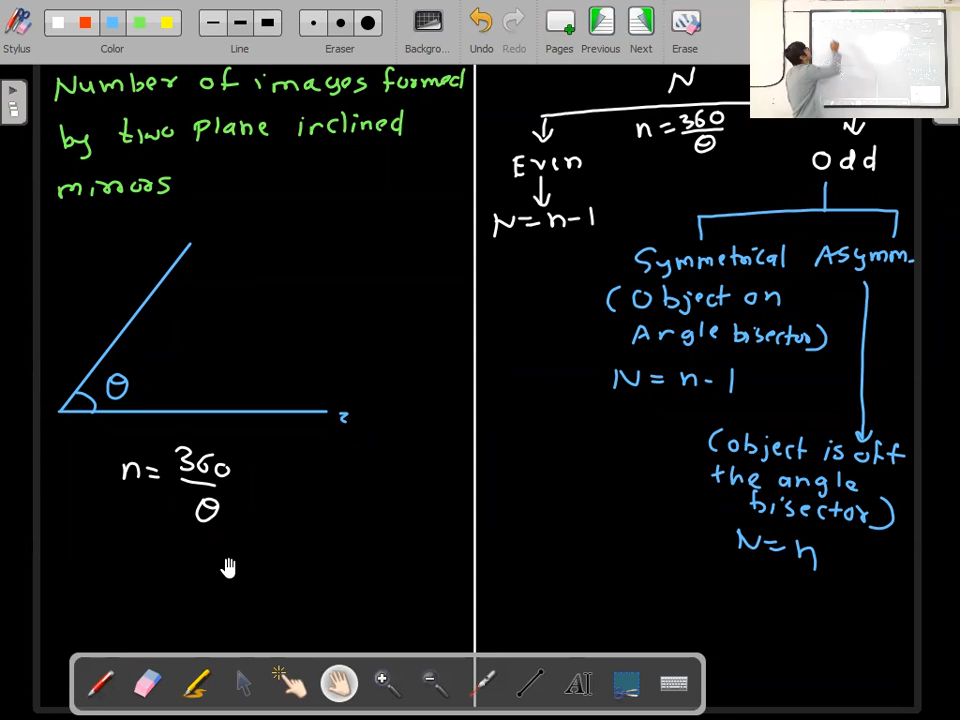 Stylus
Color
Line
Eraser
Backgro...
Undo
Redo
Pages
Previous
Next
Erase
Number of images formed
by two plane inclined
mirrors
θ
n = 360
θ
N
n = 360
θ
Even
N = n - 1
Odd
Symmetrical
(Object on
Angle bisector)
N = n - 1
Asymm.
(object is off
the angle
bisector)
N = n
AI